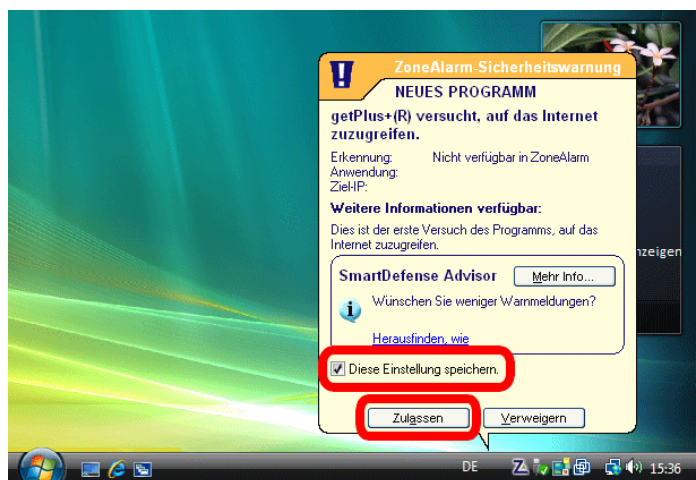 ZoneAlarm-Sicherheitswarnung
NEUES PROGRAMM
getPlus+(R) versucht, auf das Internet
zuzugreifen.
Erkennung: Nicht verfügbar in ZoneAlarm
Anwendung:
Ziel-IP:
Weitere Informationen verfügbar:
Dies ist der erste Versuch des Programms, auf das
Internet zuzugreifen.
nzeigen
SmartDefense Advisor Mehr Info...
Wünschen Sie weniger Warnmeldungen?
Herausfinden, wie
Diese Einstellung speichern.
Zulassen Verweigern
DE 15:36